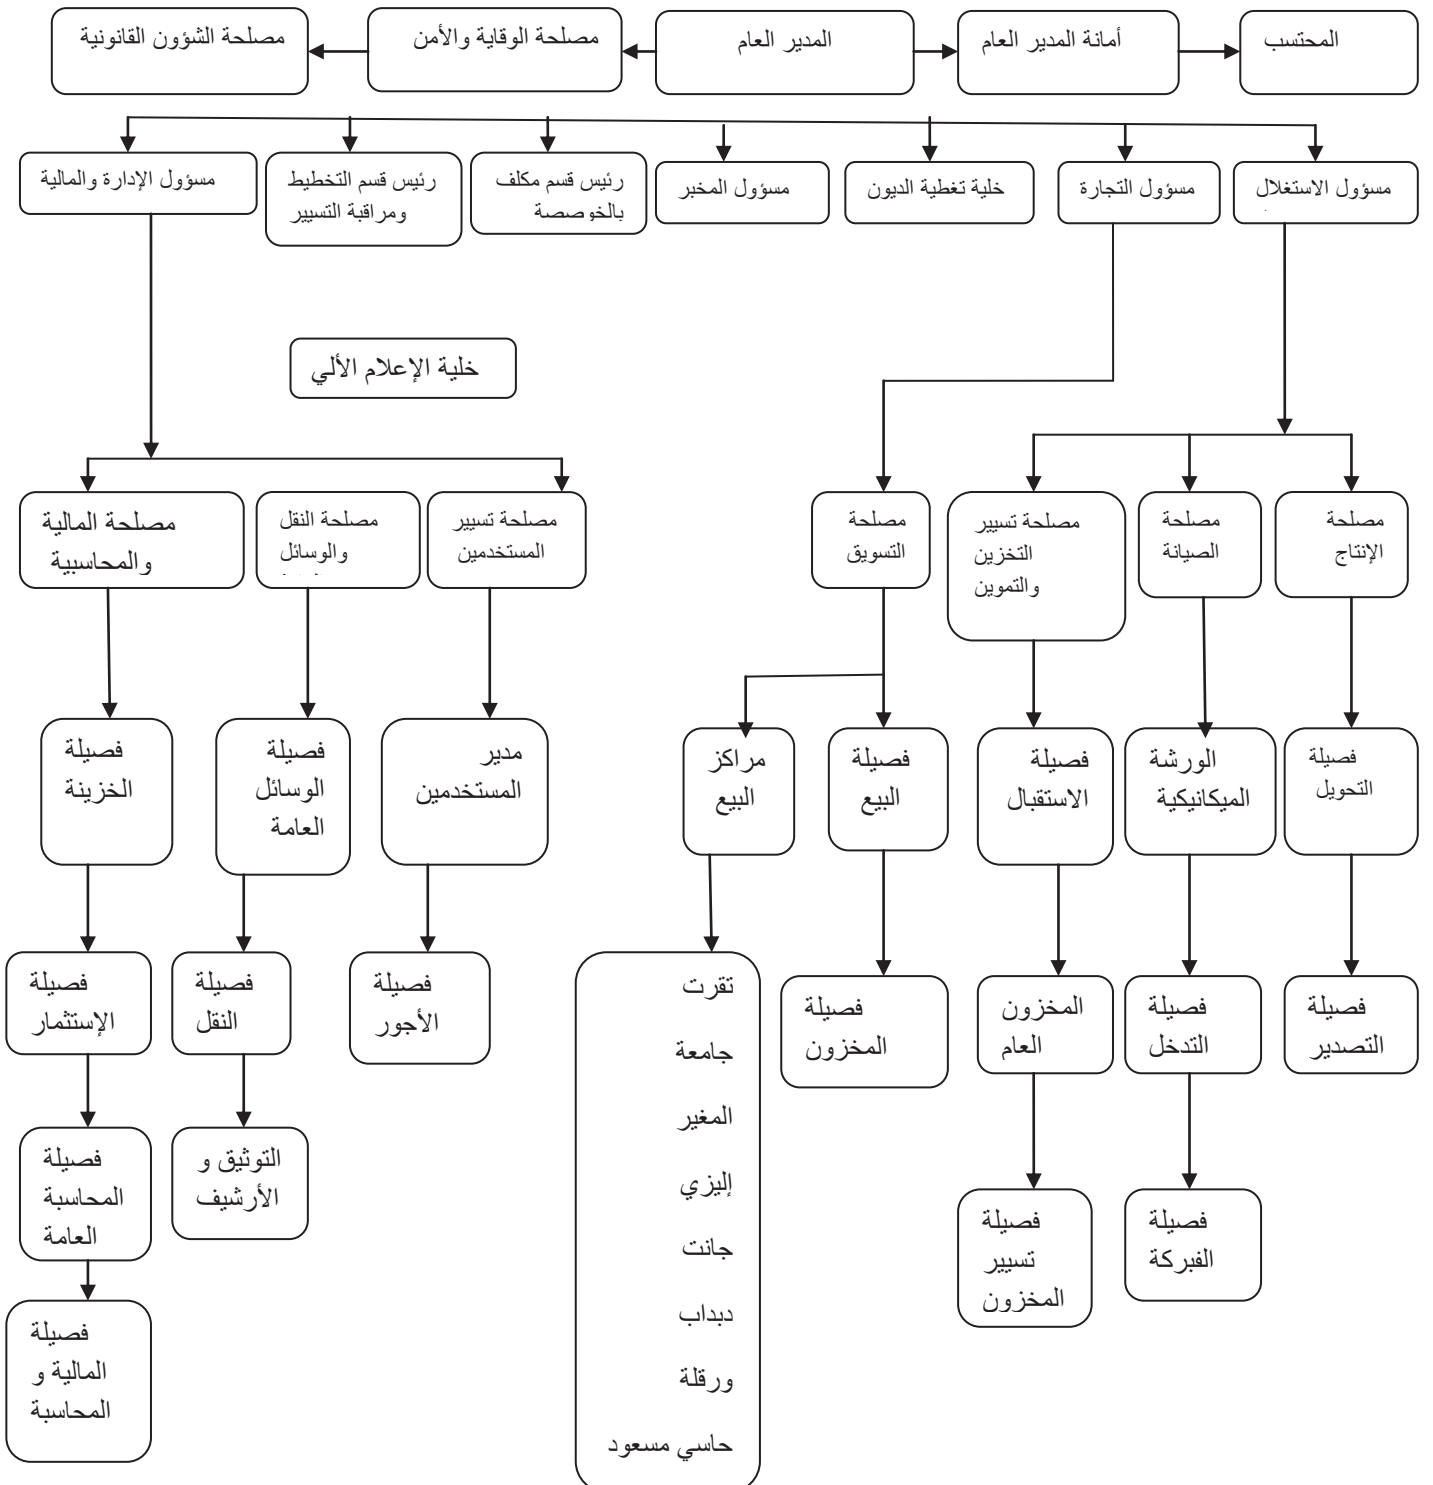 المحتسب
أمانة المدير العام
المدير العام
مصلحة الوقاية والأمن
مصلحة الشؤون القانونية
مسؤول الاستغلال
مسؤول التجارة
خلية تغطية الديون
مسؤول المخبر
رئيس قسم مكلف
بالخوصصة
رئيس قسم التخطيط
ومراقبة التسيير
مسؤول الإدارة والمالية
خلية الإعلام الألي
مصلحة
الإنتاج
مصلحة
الصيانة
مصلحة تسيير
التخزين
والتموين
مصلحة
التسويق
مصلحة تسيير
المستخدمين
مصلحة النقل
والوسائل
مصلحة المالية
والمحاسبية
فصيلة
التحويل
الورشة
الميكانيكية
فصيلة
الاستقبال
فصيلة
البيع
مراكز
البيع
مدير
المستخدمين
فصيلة
الوسائل
العامة
فصيلة
الخزينة
فصيلة
التصدير
فصيلة
التدخل
المخزون
العام
فصيلة
المخزون
تقرت
جامعة
المغير
إليزي
جانت
دبداب
ورقلة
حاسي مسعود
فصيلة
الأجور
فصيلة
النقل
فصيلة
الإستثمار
فصيلة
الفبركة
فصيلة
تسيير
المخزون
التوثيق و
الأرشيف
فصيلة
المحاسبة
العامة
فصيلة
المالية و
المحاسبة